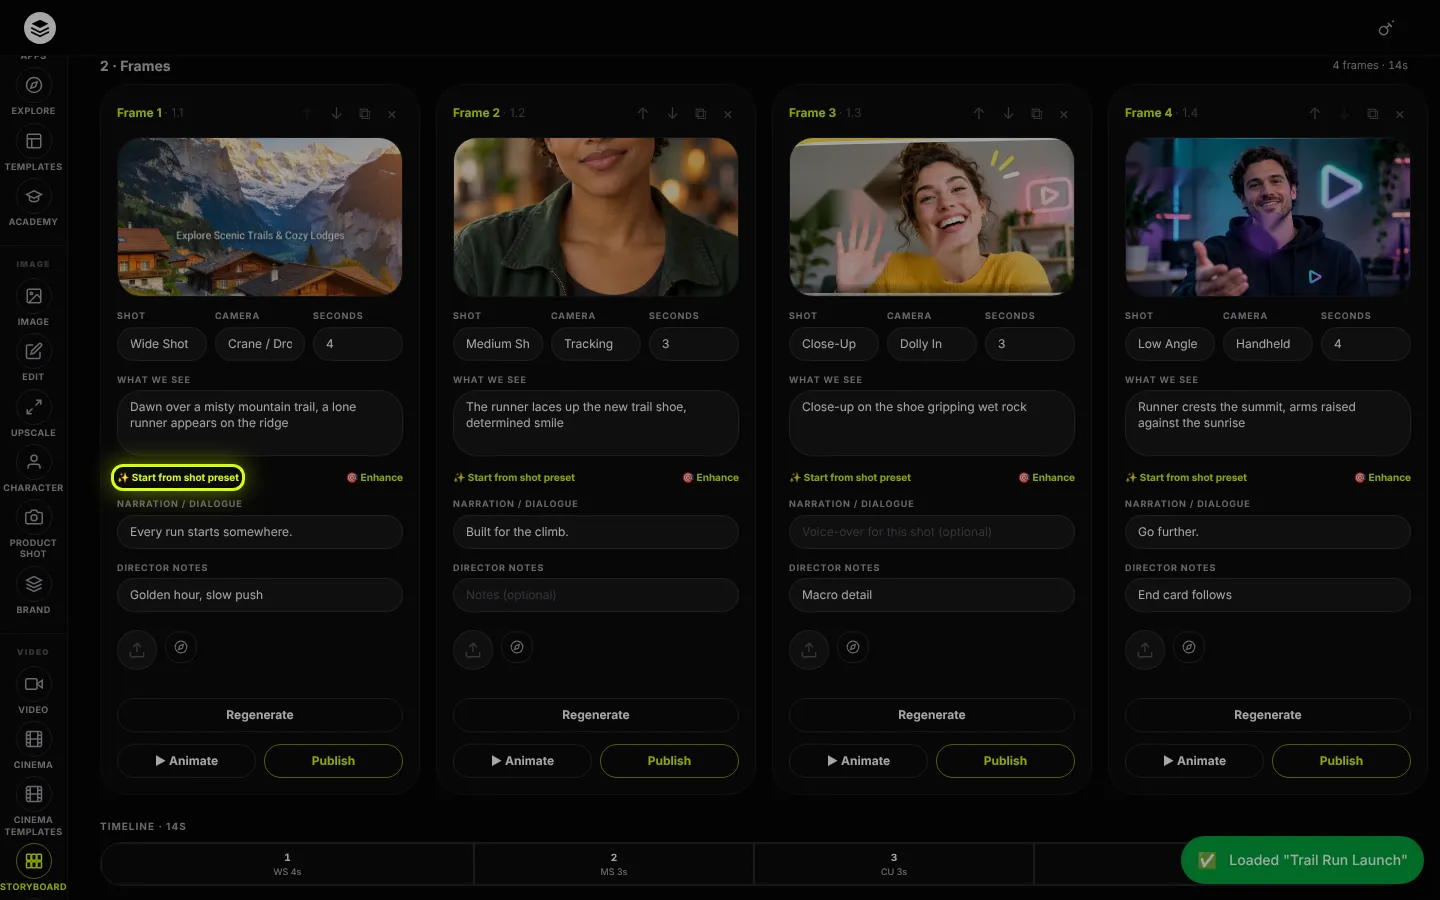 APPS
EXPLORE
TEMPLATES
ACADEMY
IMAGE
IMAGE
EDIT
UPSCALE
CHARACTER
PRODUCT
SHOT
BRAND
VIDEO
VIDEO
CINEMA
CINEMA
TEMPLATES
STORYBOARD
2 · Frames
4 frames · 14s
Frame 1 · 1.1
Explore Scenic Trails & Cozy Lodges
SHOT CAMERA SECONDS
Wide Shot Crane / Dro 4
WHAT WE SEE
Dawn over a misty mountain trail, a lone
runner appears on the ridge
✨ Start from shot preset 🎯 Enhance
NARRATION / DIALOGUE
Every run starts somewhere.
DIRECTOR NOTES
Golden hour, slow push
Regenerate
▶ Animate Publish
Frame 2 · 1.2
SHOT CAMERA SECONDS
Medium Sh Tracking 3
WHAT WE SEE
The runner laces up the new trail shoe,
determined smile
✨ Start from shot preset 🎯 Enhance
NARRATION / DIALOGUE
Built for the climb.
DIRECTOR NOTES
Notes (optional)
Regenerate
▶ Animate Publish
Frame 3 · 1.3
SHOT CAMERA SECONDS
Close-Up Dolly In 3
WHAT WE SEE
Close-up on the shoe gripping wet rock
✨ Start from shot preset 🎯 Enhance
NARRATION / DIALOGUE
Voice-over for this shot (optional)
DIRECTOR NOTES
Macro detail
Regenerate
▶ Animate Publish
Frame 4 · 1.4
SHOT CAMERA SECONDS
Low Angle Handheld 4
WHAT WE SEE
Runner crests the summit, arms raised
against the sunrise
✨ Start from shot preset 🎯 Enhance
NARRATION / DIALOGUE
Go further.
DIRECTOR NOTES
End card follows
Regenerate
▶ Animate Publish
TIMELINE · 14S
1
WS 4s
2
MS 3s
3
CU 3s
✅ Loaded "Trail Run Launch"